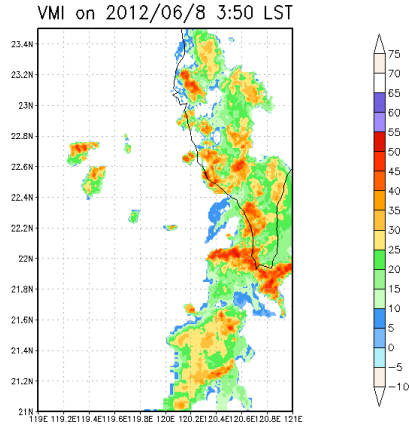 VMI on 2012/06/8 3:50 LST
23.4N
23.2N
23N
22.8N
22.6N
22.4N
22.2N
22N
21.8N
21.6N
21.4N
21.2N
21N
119E 119.2E 119.4E 119.6E 119.8E 120E 120.2E 120.4E 120.6E 120.8E 121E
75
70
65
60
55
50
45
40
35
30
25
20
15
10
5
0
-5
-10